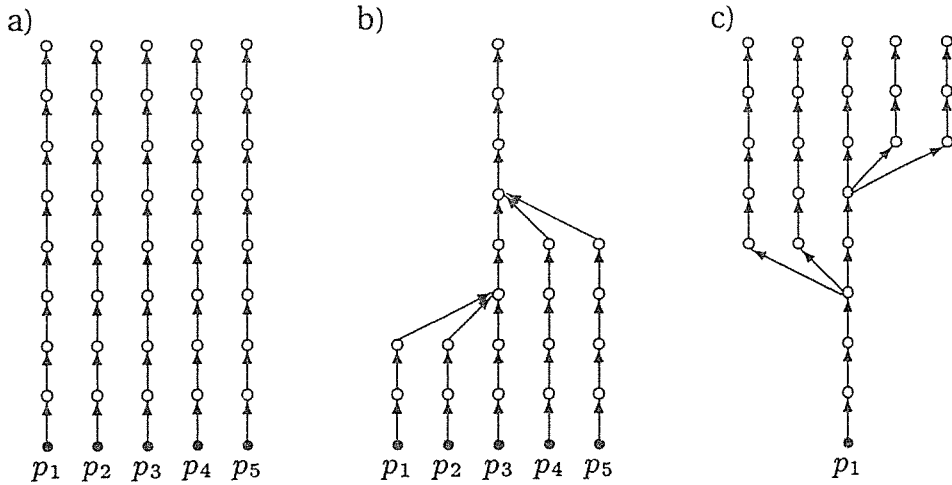 a) b) c)
p₁ p₂ p₃ p₄ p₅ p₁ p₂ p₃ p₄ p₅ p₁